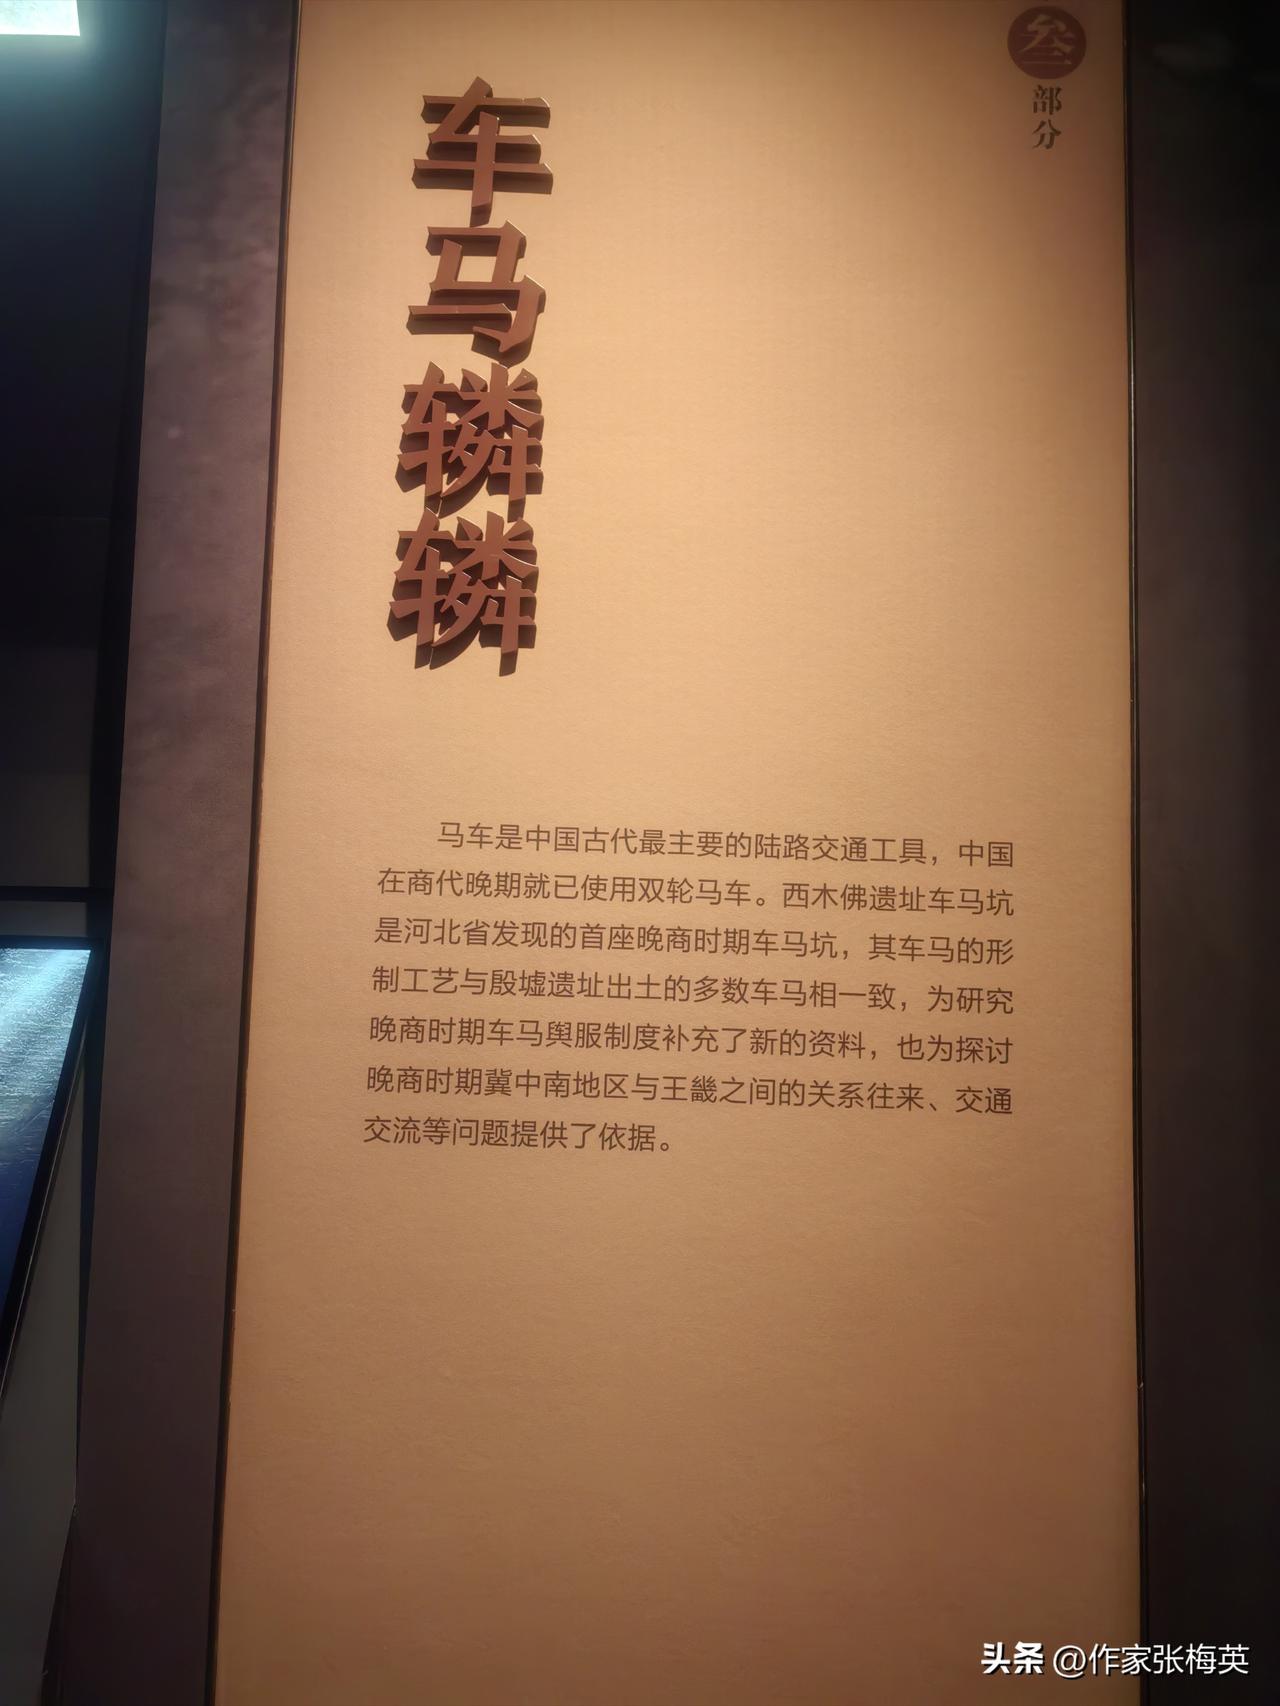 叁
部分
车马辚辚
马车是中国古代最主要的陆路交通工具，中国
在商代晚期就已使用双轮马车。西木佛遗址车马坑
是河北省发现的首座晚商时期车马坑，其车马的形
制工艺与殷墟遗址出土的多数车马相一致，为研究
晚商时期车马舆服制度补充了新的资料，也为探讨
晚商时期冀中南地区与王畿之间的关系往来、交通
交流等问题提供了依据。
头条 @作家张梅英